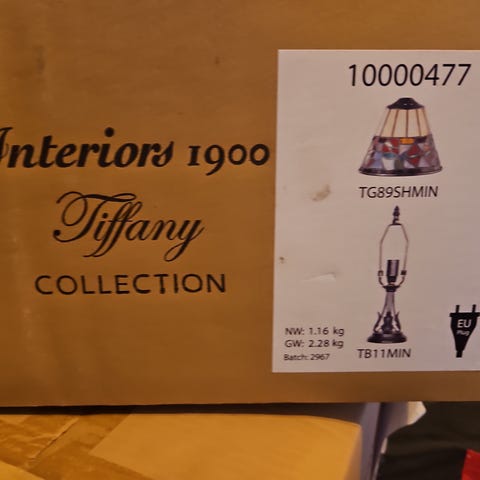 Interiors 1900
Tiffany
COLLECTION
10000477
TG89SHMIN
NW: 1.16 kg
GW: 2.28 kg
Batch: 2967
TB11MIN
EU
Plug